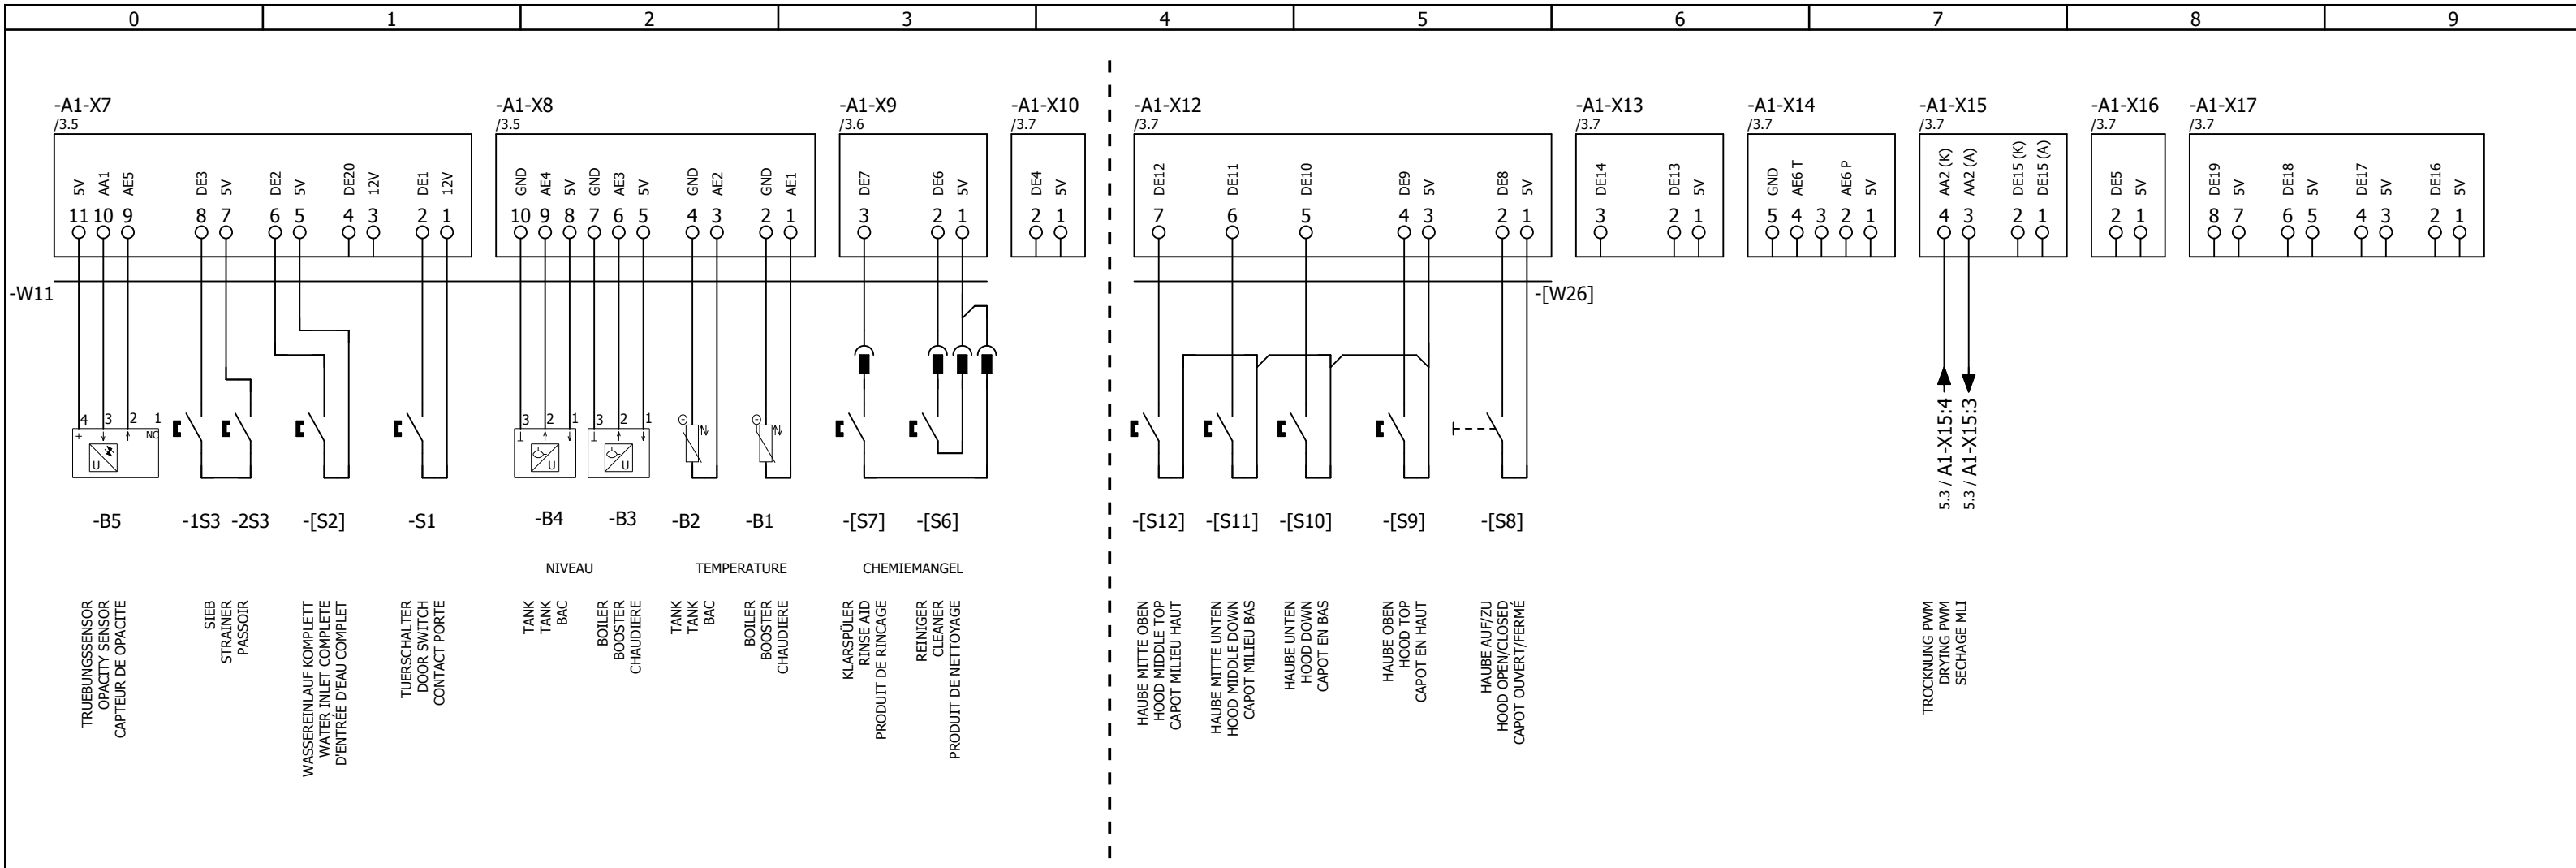 0 1 2 3 4 5 6 7 8 9
-A1-X7 -A1-X8 -A1-X9 -A1-X10 -A1-X12 -A1-X13 -A1-X14 -A1-X15 -A1-X16 -A1-X17
/3.5 /3.5 /3.6 /3.7 /3.7 /3.7 /3.7 /3.7 /3.7 /3.7
5V AA1 AE5 DE3 5V DE2 5V DE20 12V DE1 12V
11 10 9 8 7 6 5 4 3 2 1
GND AE4 5V GND AE3 5V GND AE2 GND AE1
10 9 8 7 6 5 4 3 2 1
DE7 DE6 5V
3 2 1
DE4 5V
2 1
DE12 DE11 DE10 DE9 5V DE8 5V
7 6 5 4 3 2 1
DE14 DE13 5V
3 2 1
GND AE6 T AE6 P 5V
5 4 3 2 1
AA2 (K) AA2 (A) DE15 (K) DE15 (A)
4 3 2 1
DE5 5V
2 1
DE19 5V DE18 5V DE17 5V DE16 5V
8 7 6 5 4 3 2 1
-W11
-[W26]
4 3 2 1
+ NC
U
3 2 1
U
3 2 1
U
5.3 / A1-X15:4
5.3 / A1-X15:3
-B5 -1S3 -2S3 -[S2] -S1 -B4 -B3 -B2 -B1 -[S7] -[S6] -[S12] -[S11] -[S10] -[S9] -[S8]
NIVEAU TEMPERATURE CHEMIEMANGEL
TRUEBUNGSSENSOR
OPACITY SENSOR
CAPTEUR DE OPACITE
SIEB
STRAINER
PASSOIR
WASSEREINLAUF KOMPLETT
WATER INLET COMPLETE
D'ENTRÉE D'EAU COMPLET
TUERSCHALTER
DOOR SWITCH
CONTACT PORTE
TANK
TANK
BAC
BOILER
BOOSTER
CHAUDIERE
TANK
TANK
BAC
BOILER
BOOSTER
CHAUDIERE
KLARSPÜLER
RINSE AID
PRODUIT DE RINCAGE
REINIGER
CLEANER
PRODUIT DE NETTOYAGE
HAUBE MITTE OBEN
HOOD MIDDLE TOP
CAPOT MILIEU HAUT
HAUBE MITTE UNTEN
HOOD MIDDLE DOWN
CAPOT MILIEU BAS
HAUBE UNTEN
HOOD DOWN
CAPOT EN BAS
HAUBE OBEN
HOOD TOP
CAPOT EN HAUT
HAUBE AUF/ZU
HOOD OPEN/CLOSED
CAPOT OUVERT/FERMÉ
TROCKNUNG PWM
DRYING PWM
SECHAGE MLI